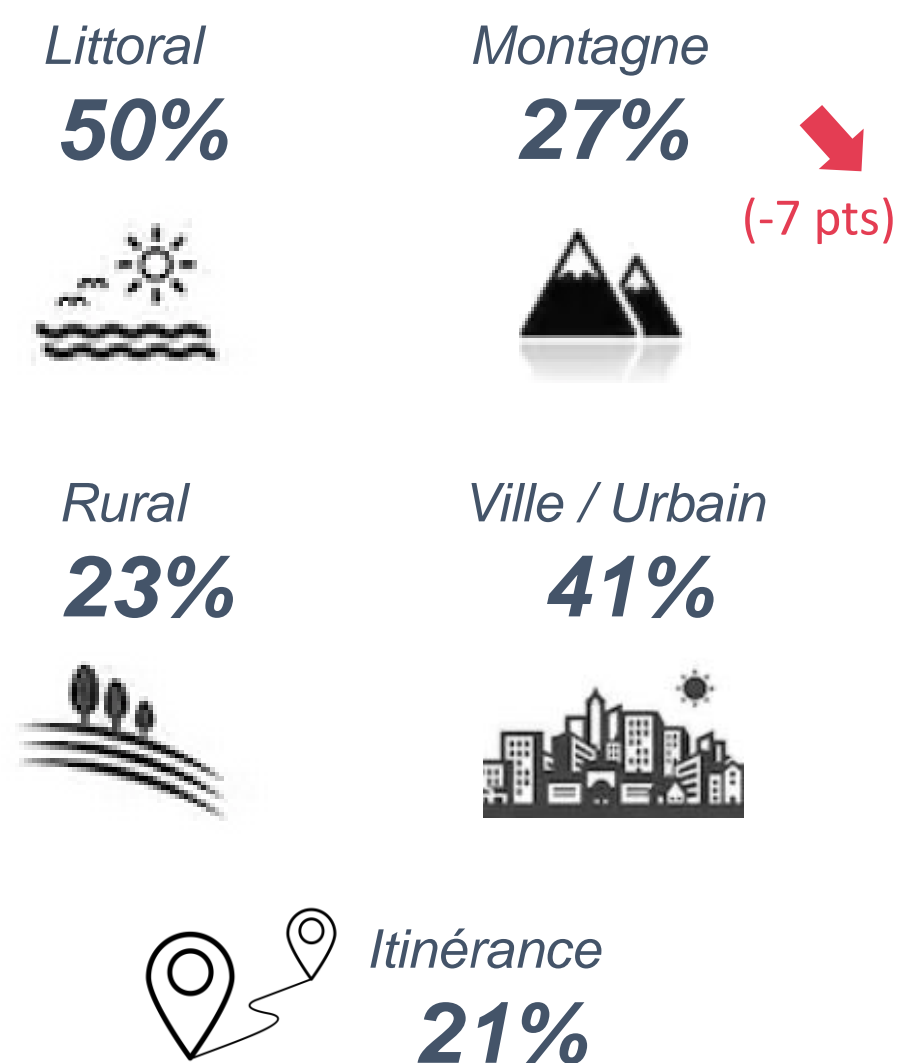 Littoral
50%
Montagne
27%
(-7 pts)
Rural
23%
Ville / Urbain
41%
Itinérance
21%